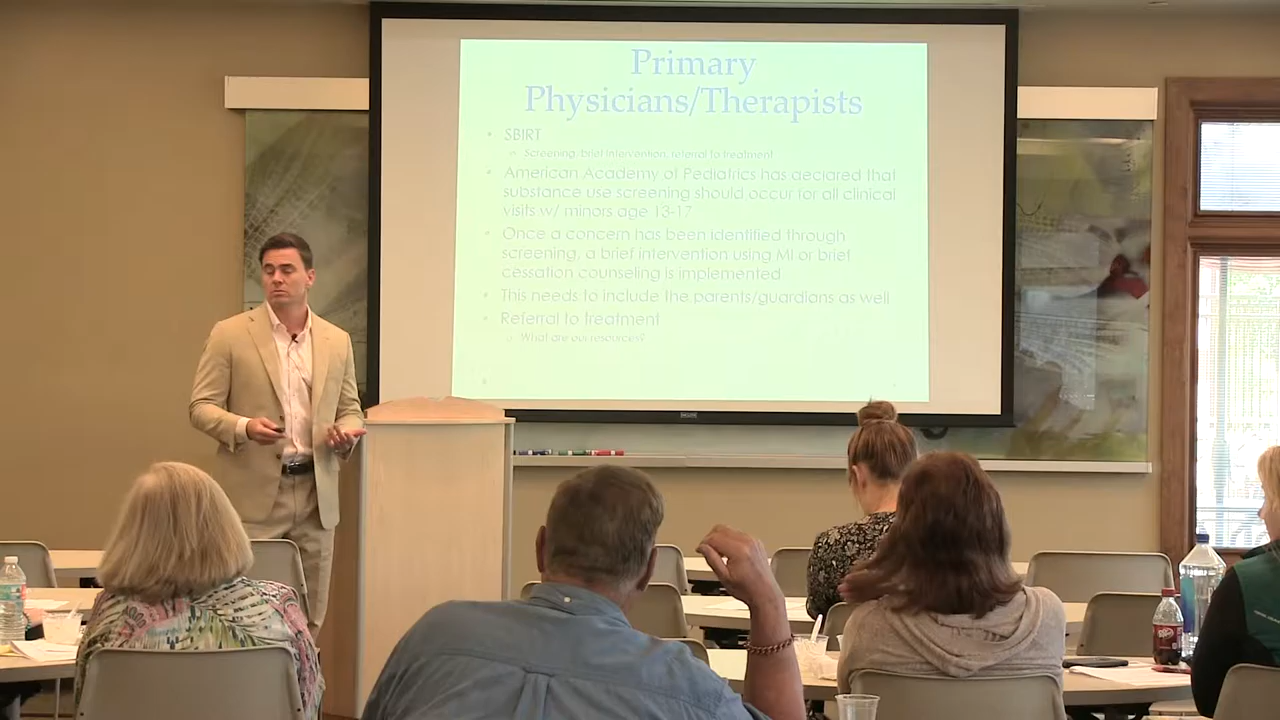 Primary
Physicians/Therapists
SBIRT
Screening, brief intervention, referral to treatment
American Academy of Pediatrics has declared that
substance use screening should occur for all clinical
visits w/ minors age 13-17
Once a concern has been identified through
screening, a brief intervention using MI or brief
cessation counseling is implemented
This needs to include the parents/guardians as well
Referral to treatment
What are our resources?